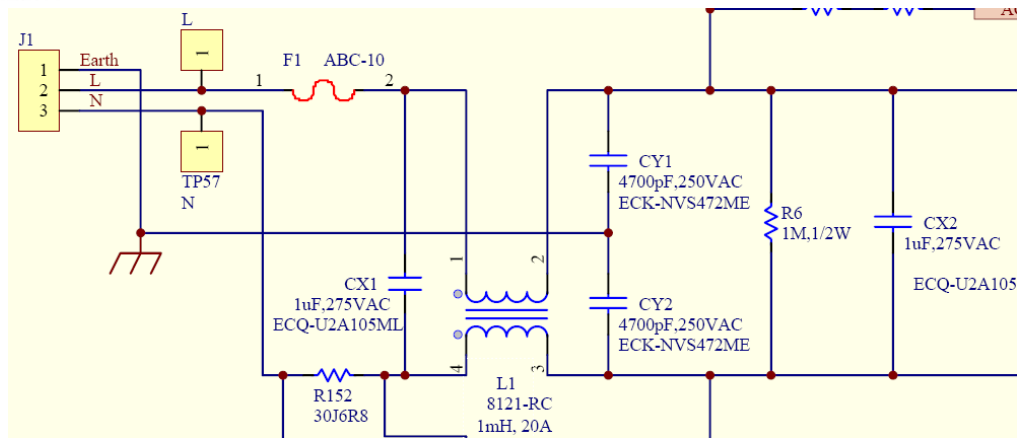 L
1
J1
1
2
3
Earth
L
N
F1 ABC-10
1
2
1
TP57
N
CY1
4700pF,250VAC
ECK-NVS472ME
R6
1M,1/2W
CX2
1uF,275VAC
ECQ-U2A105
CX1
1uF,275VAC
ECQ-U2A105ML
1
2
CY2
4700pF,250VAC
ECK-NVS472ME
4
3
R152
30J6R8
L1
8121-RC
1mH, 20A